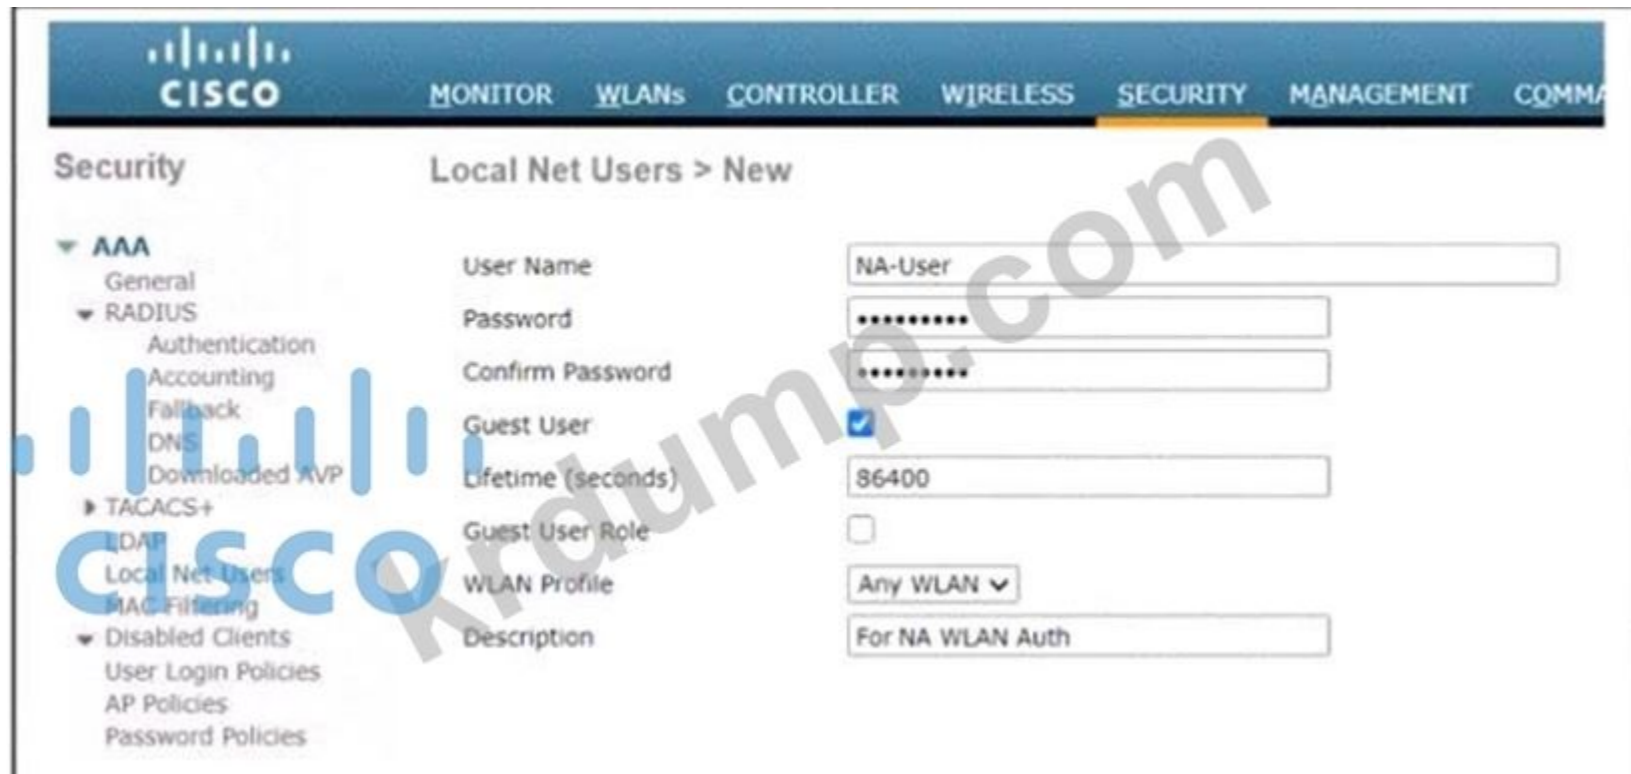 CISCO
MONITOR WLANs CONTROLLER WIRELESS SECURITY MANAGEMENT COMMA
Security
AAA
General
RADIUS
Authentication
Accounting
Fallback
DNS
Downloaded AVP
TACACS+
LDAP
Local Net Users
MAC Filtering
Disabled Clients
User Login Policies
AP Policies
Password Policies
Local Net Users > New
User Name NA-User
Password •••••••••
Confirm Password •••••••••
Guest User
Lifetime (seconds) 86400
Guest User Role
WLAN Profile Any WLAN
Description For NA WLAN Auth
CISCO
krdump.com